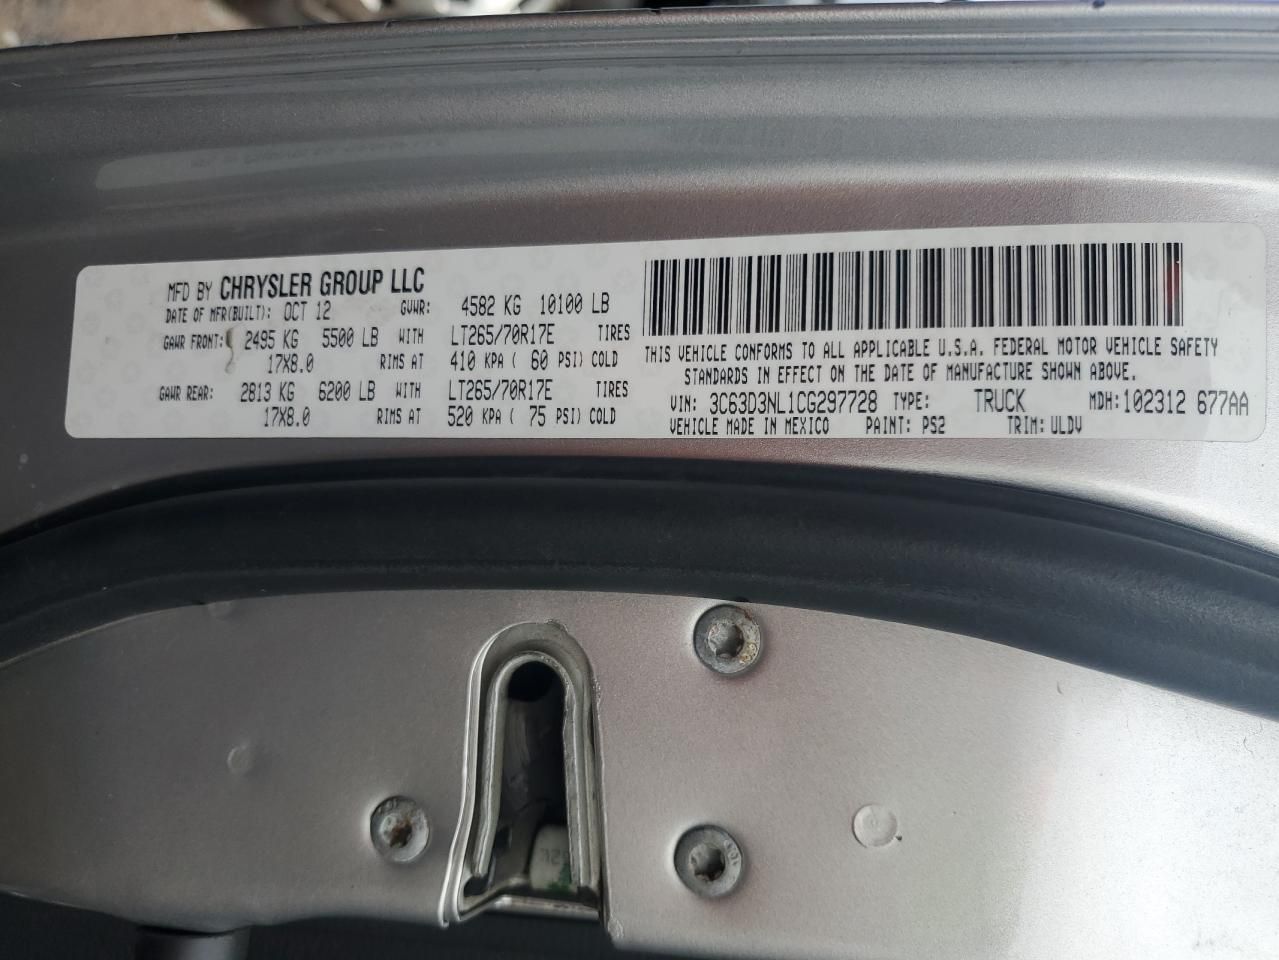 MFD BY CHRYSLER GROUP LLC
DATE OF MFR(BUILT): OCT 12 GVWR: 4582 KG 10100 LB
GAWR FRONT: 2495 KG 5500 LB WITH LT265/70R17E TIRES
17X8.0 RIMS AT 410 KPA ( 60 PSI) COLD
GAWR REAR: 2813 KG 6200 LB WITH LT265/70R17E TIRES
17X8.0 RIMS AT 520 KPA ( 75 PSI) COLD
THIS VEHICLE CONFORMS TO ALL APPLICABLE U.S.A. FEDERAL MOTOR VEHICLE SAFETY
STANDARDS IN EFFECT ON THE DATE OF MANUFACTURE SHOWN ABOVE.
VIN: 3C63D3NL1CG297728 TYPE: TRUCK MDH: 102312 677AA
VEHICLE MADE IN MEXICO PAINT: PS2 TRIM: ULDV